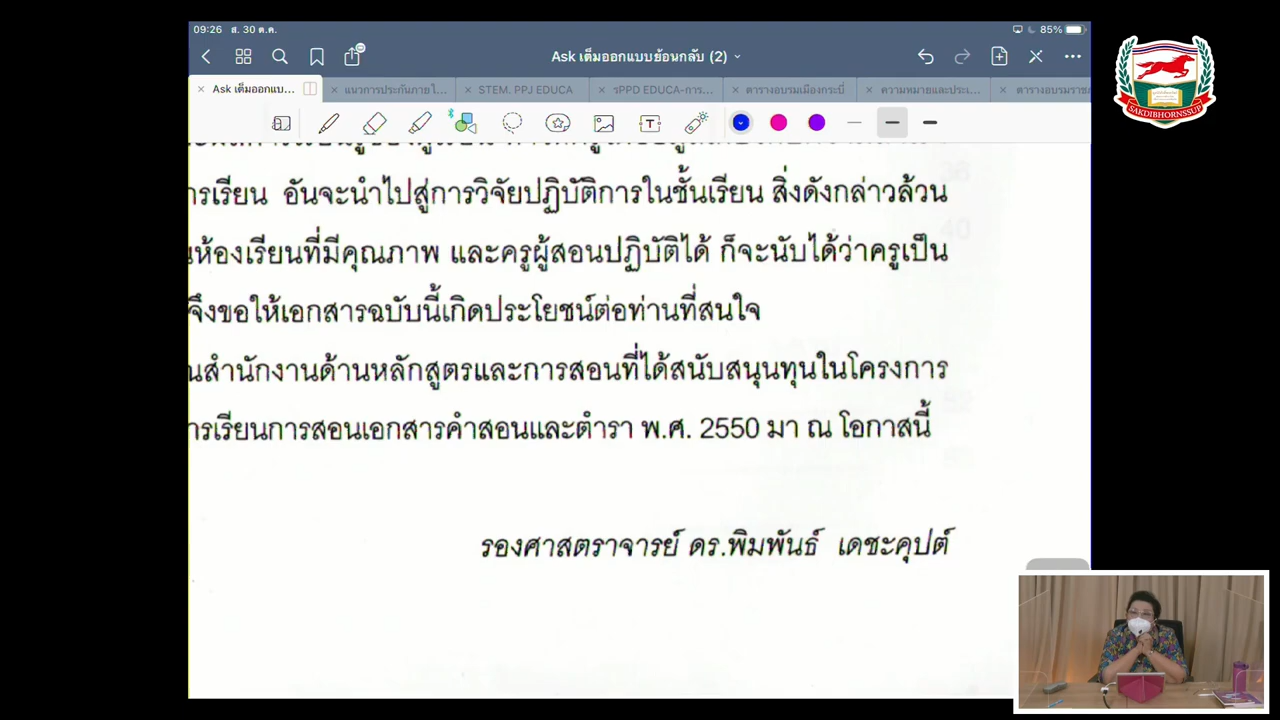 09:26 ส. 30 ต.ค.
85%
Ask เต็มออกแบบย้อนกลับ (2)
Ask เต็มออกแบ...
แนวการประกันภายใ...
STEM. PPJ EDUCA
รPPD EDUCA-การ...
ตารางอบรมเมืองกระบี่
ความหมายและประเ...
ตารางอบรมราชย
ารเรียน อันจะนำไปสู่การวิจัยปฏิบัติการในชั้นเรียน สิ่งดังกล่าวล้วน
นห้องเรียนที่มีคุณภาพ และครูผู้สอนปฏิบัติได้ ก็จะนับได้ว่าครูเป็น
จึงขอให้เอกสารฉบับนี้เกิดประโยชน์ต่อท่านที่สนใจ
ณสำนักงานด้านหลักสูตรและการสอนที่ได้สนับสนุนทุนในโครงการ
ารเรียนการสอนเอกสารคำสอนและตำรา พ.ศ. 2550 มา ณ โอกาสนี้
รองศาสตราจารย์ ดร.พิมพันธ์ เดชะคุปต์
SAKDIBHORNSSUP